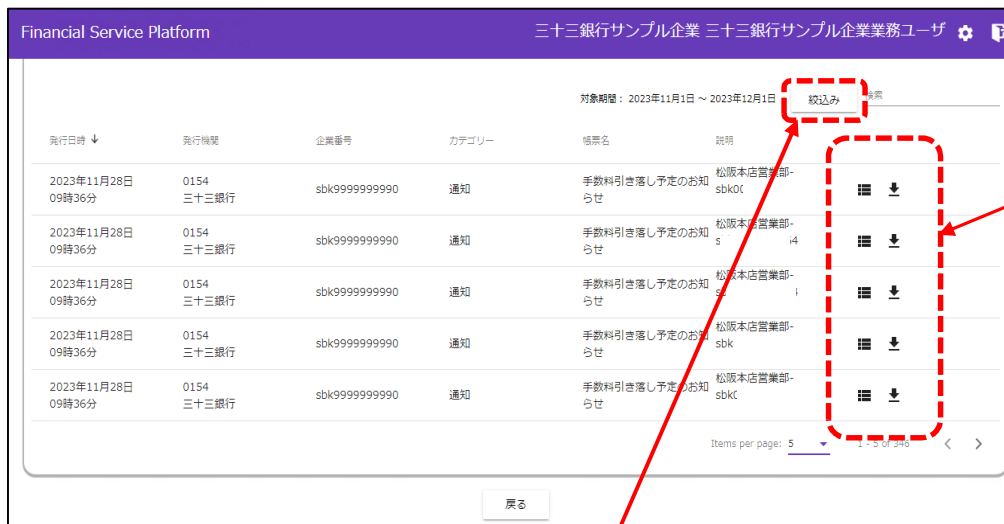 Financial Service Platform
三十三銀行サンプル企業 三十三銀行サンプル企業業務ユーザ
対象期間： 2023年11月1日 ～ 2023年12月1日
絞込み
検索
発行日時 発行機関 企業番号 カテゴリー 帳票名 説明
2023年11月28日 0154 sbk9999999990 通知 手数料引き落し予定のお知 松阪本店営業部-
09時36分 三十三銀行 らせ
2023年11月28日 0154 sbk9999999990 通知 手数料引き落し予定のお知 松阪本店営業部-
09時36分 三十三銀行 らせ
2023年11月28日 0154 sbk9999999990 通知 手数料引き落し予定のお知 松阪本店営業部-
09時36分 三十三銀行 らせ
2023年11月28日 0154 sbk9999999990 通知 手数料引き落し予定のお知 松阪本店営業部-
09時36分 三十三銀行 らせ sbk
2023年11月28日 0154 sbk9999999990 通知 手数料引き落し予定のお知 松阪本店営業部-
09時36分 三十三銀行 らせ
Items per page: 5 1 - 5 of 346
戻る